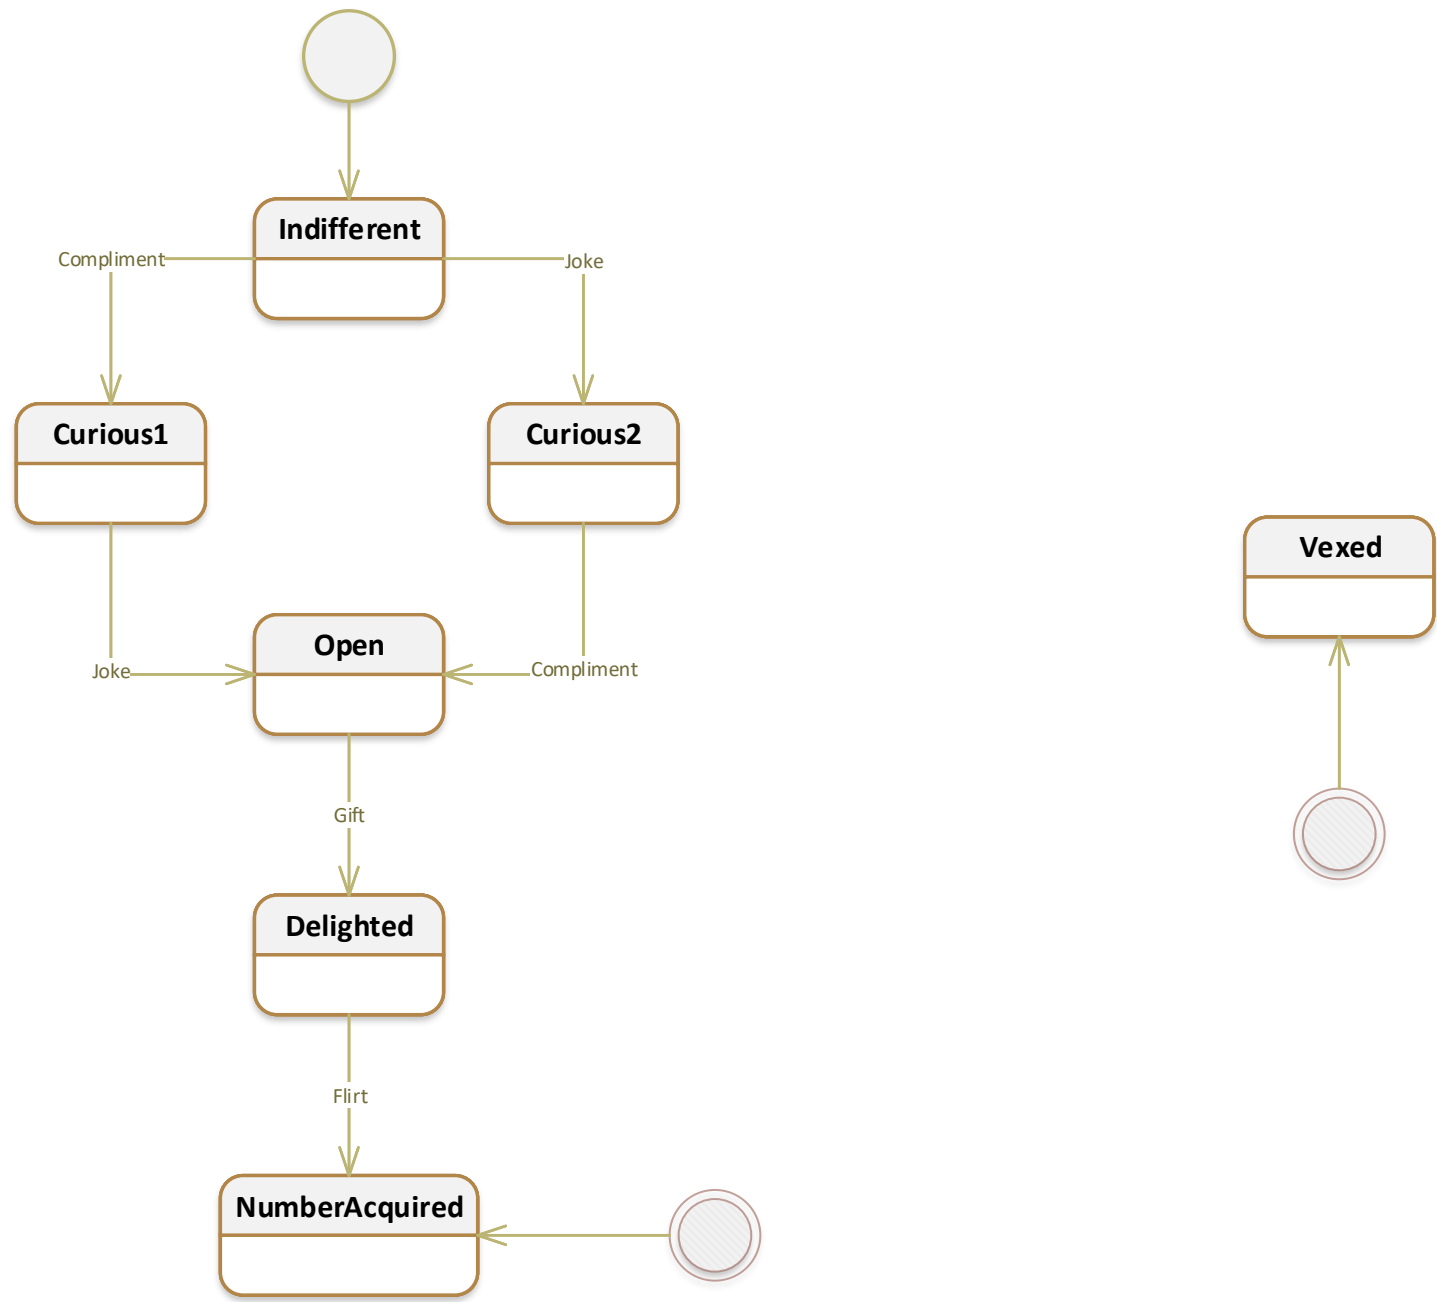 Indifferent
Compliment
Joke
Curious1
Curious2
Vexed
Open
Joke
Compliment
Gift
Delighted
Flirt
NumberAcquired